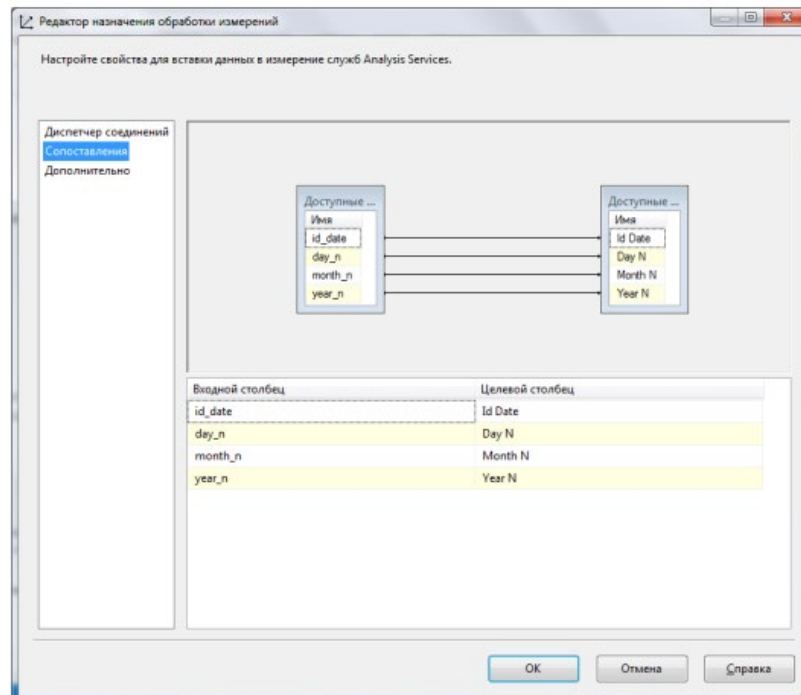 Редактор назначения обработки измерений
Настройте свойства для вставки данных в измерение служб Analysis Services.
Диспетчер соединений
Сопоставления
Дополнительно
Доступные ...
Имя
id_date
day_n
month_n
year_n
Доступные ...
Имя
Id Date
Day N
Month N
Year N
Входной столбец Целевой столбец
id_date Id Date
day_n Day N
month_n Month N
year_n Year N
OK Отмена Справка